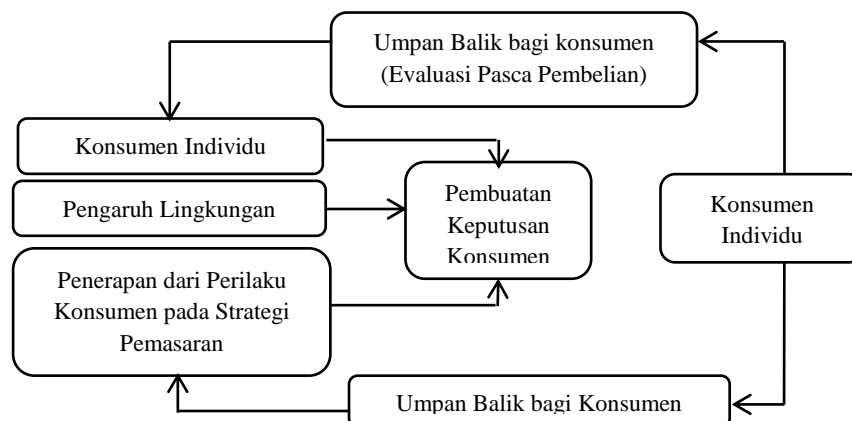 Umpan Balik bagi konsumen
(Evaluasi Pasca Pembelian)
Konsumen Individu
Pengaruh Lingkungan
Penerapan dari Perilaku
Konsumen pada Strategi
Pemasaran
Pembuatan
Keputusan
Konsumen
Konsumen
Individu
Umpan Balik bagi Konsumen